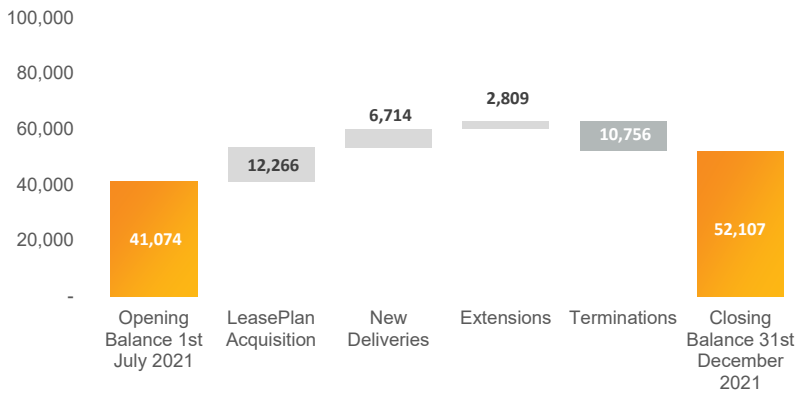 100,000
80,000
60,000
40,000
20,000
-
41,074
12,266
6,714
2,809
10,756
52,107
Opening
Balance 1st
July 2021
LeasePlan
Acquisition
New
Deliveries
Extensions
Terminations
Closing
Balance 31st
December
2021